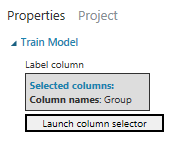 Properties Project
Train Model
Label column
Selected columns:
Column names: Group
Launch column selector